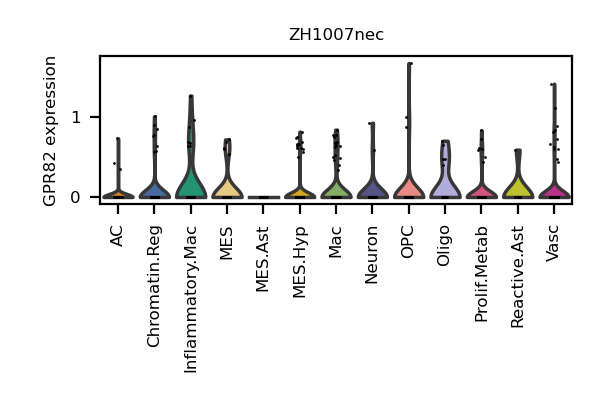 ZH1007nec
GPR82 expression
1
0
AC
Chromatin.Reg
Inflammatory.Mac
MES
MES.Ast
MES.Hyp
Mac
Neuron
OPC
Oligo
Prolif.Metab
Reactive.Ast
Vasc